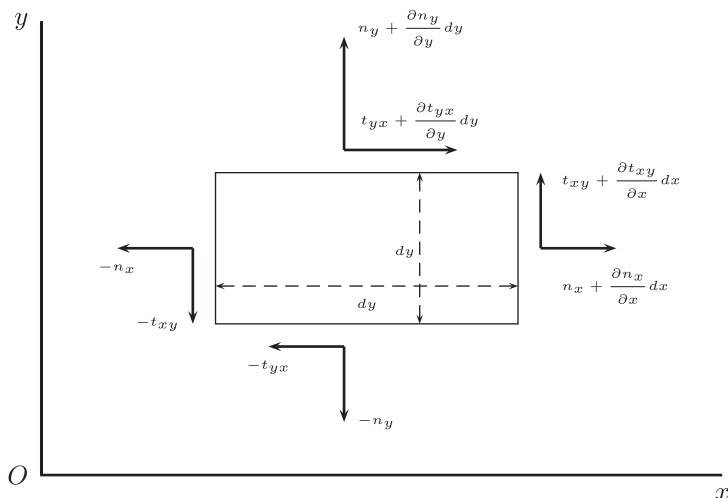 y
n_y + ∂n_y/∂y dy
t_yx + ∂t_yx/∂y dy
t_xy + ∂t_xy/∂x dx
dy
−n_x
n_x + ∂n_x/∂x dx
dy
−t_xy
−t_yx
−n_y
O
x